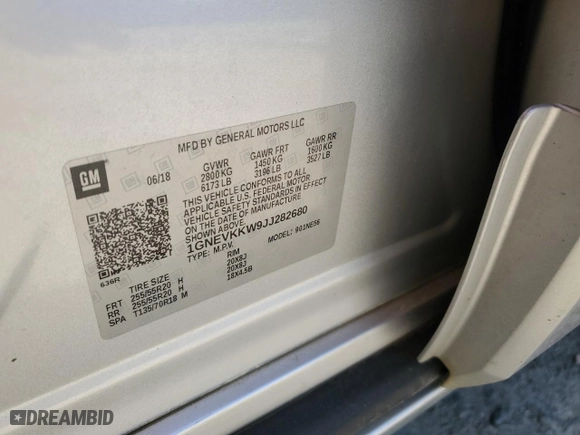 MFD BY GENERAL MOTORS LLC
GM
06/18 GVWR GAWR FRT GAWR RR
2800 KG 1450 KG 1600 KG
6173 LB 3196 LB 3527 LB
THIS VEHICLE CONFORMS TO ALL
APPLICABLE U.S. FEDERAL MOTOR
VEHICLE SAFETY STANDARDS IN EFFECT
ON THE DATE OF MANUFACTURE
SHOWN ABOVE.
1GNEVKKW9JJ282680
TYPE: M.P.V. MODEL: 901NE56
636R
TIRE SIZE RIM
FRT 255/55R20 H 20X8J
RR 255/55R20 H 20X8J
SPA T135/70R18 M 18X4.5B
DREAMBID